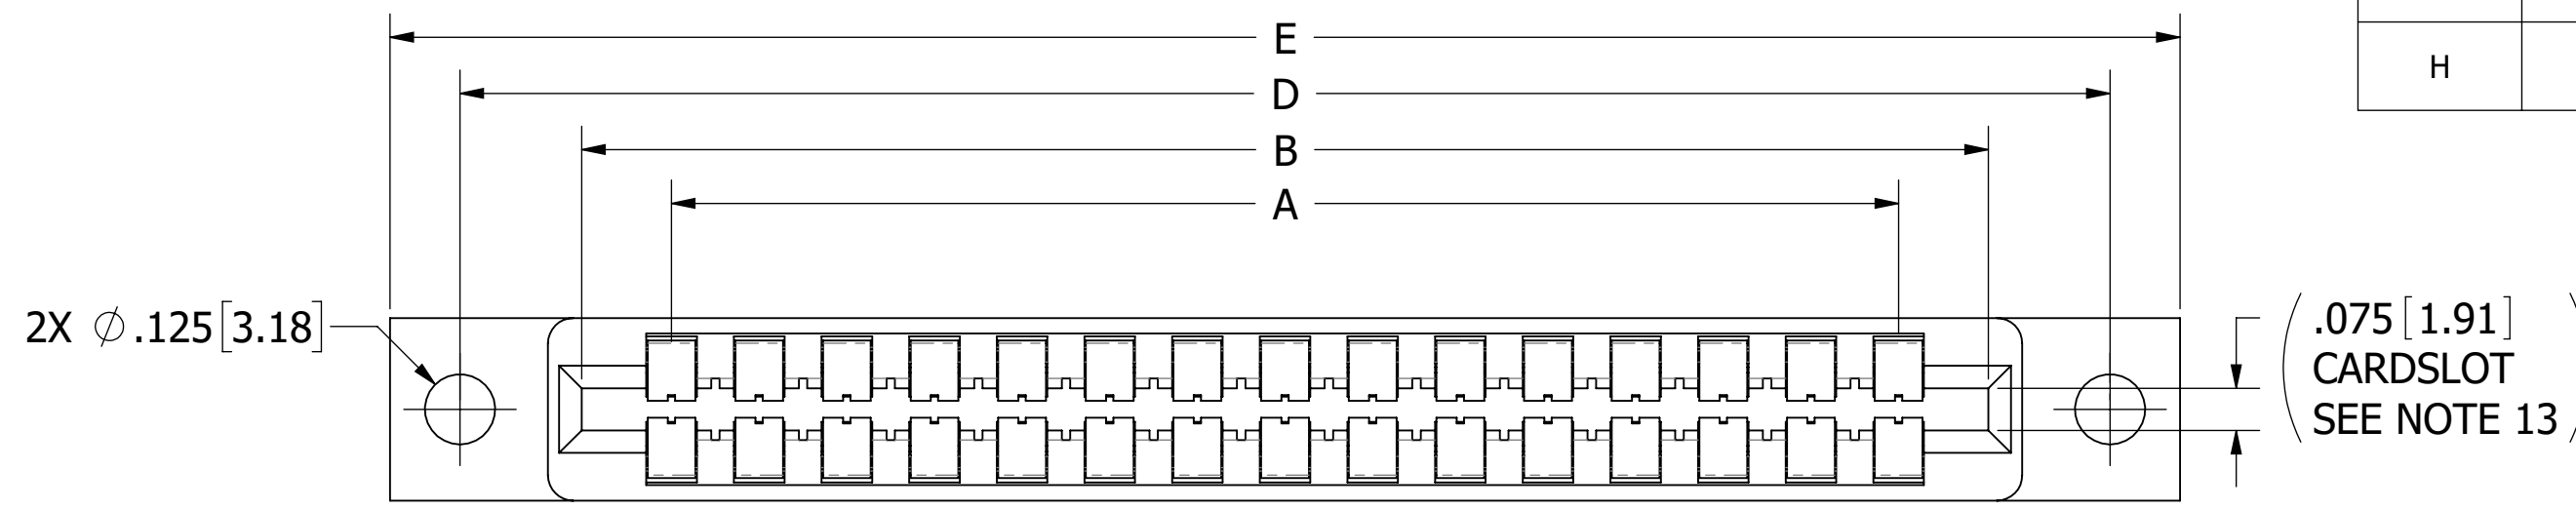 E
D
B
A
H
2X ⌀ .125[3.18]
(.075[1.91]
CARDSLOT
SEE NOTE 13)